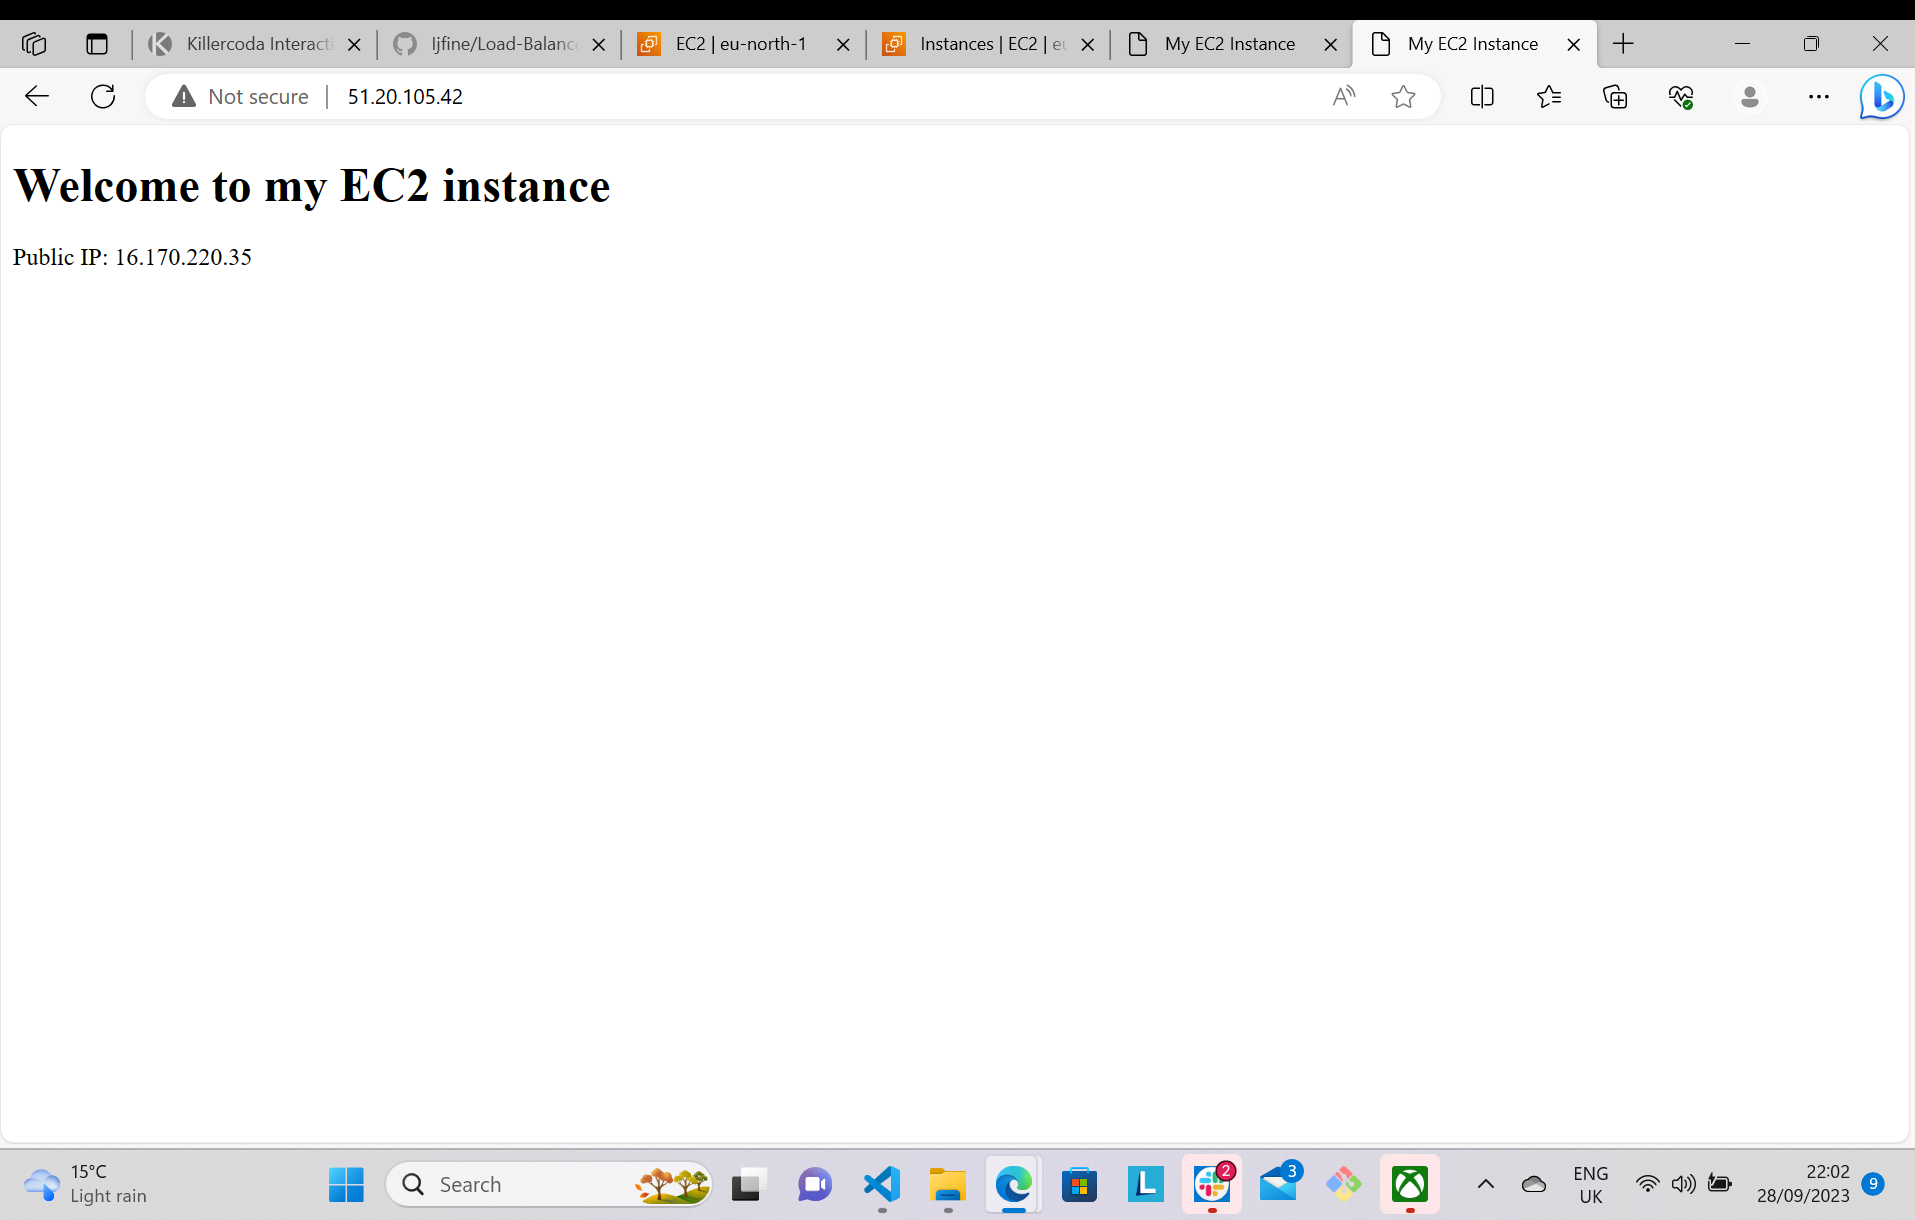 Killercoda Interacti
Ijfine/Load-Balanc
EC2 | eu-north-1
Instances | EC2 | eu
My EC2 Instance
My EC2 Instance
Not secure
51.20.105.42
Welcome to my EC2 instance
Public IP: 16.170.220.35
15°C
Light rain
Search
2
3
ENG
UK
22:02
28/09/2023
9